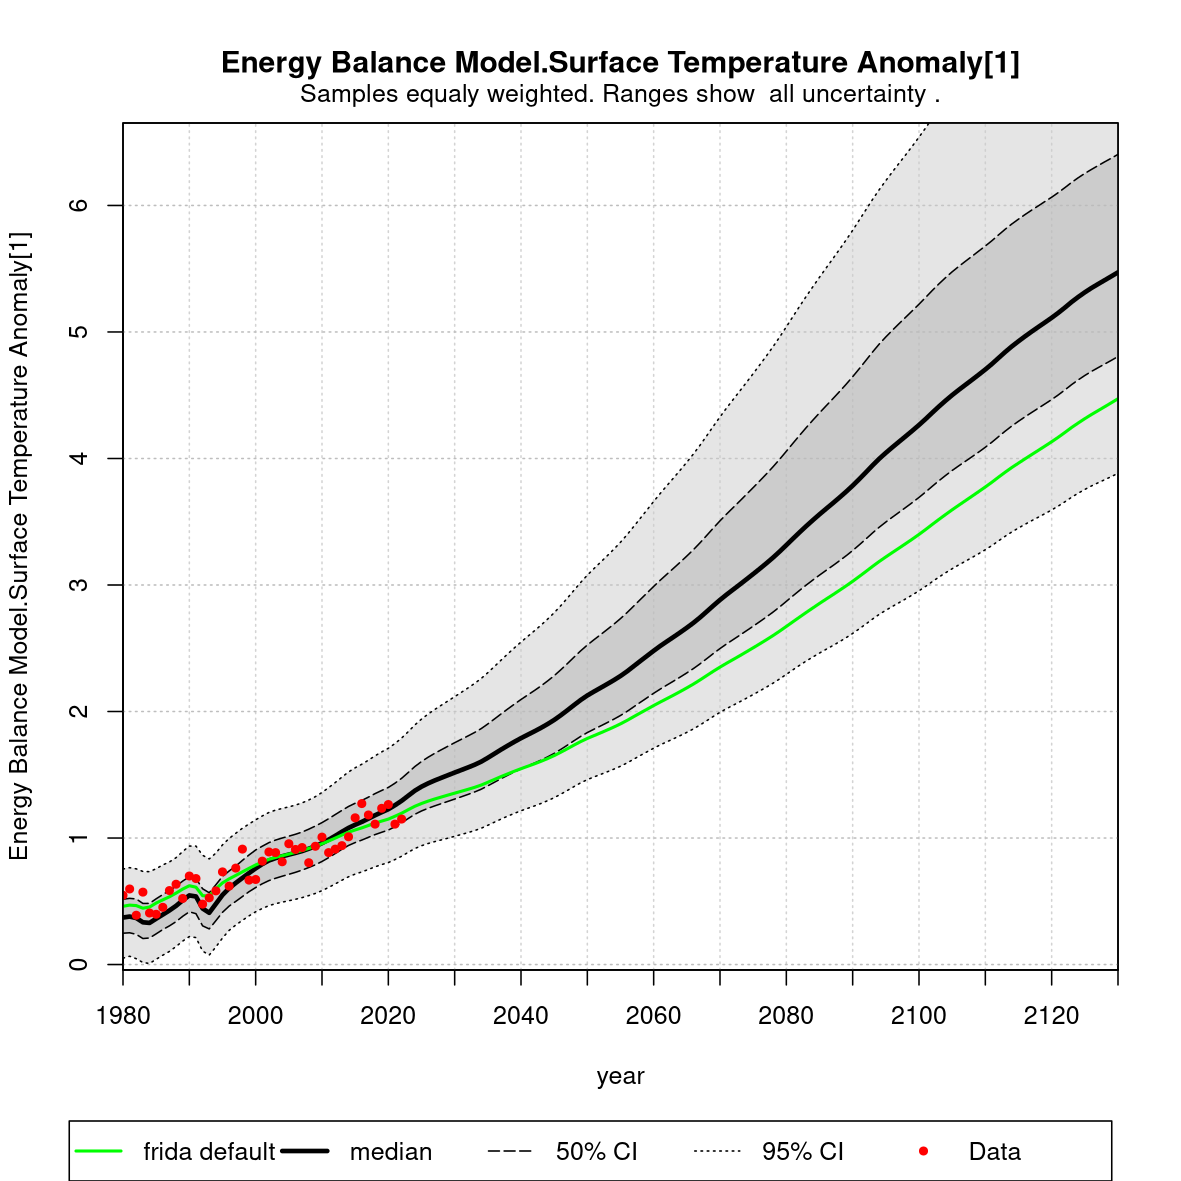 Energy Balance Model.Surface Temperature Anomaly[1]
Samples equaly weighted. Ranges show  all uncertainty .
Energy Balance Model.Surface Temperature Anomaly[1]
6
5
4
3
2
1
0
1980 2000 2020 2040 2060 2080 2100 2120
year
frida default median 50% CI 95% CI Data